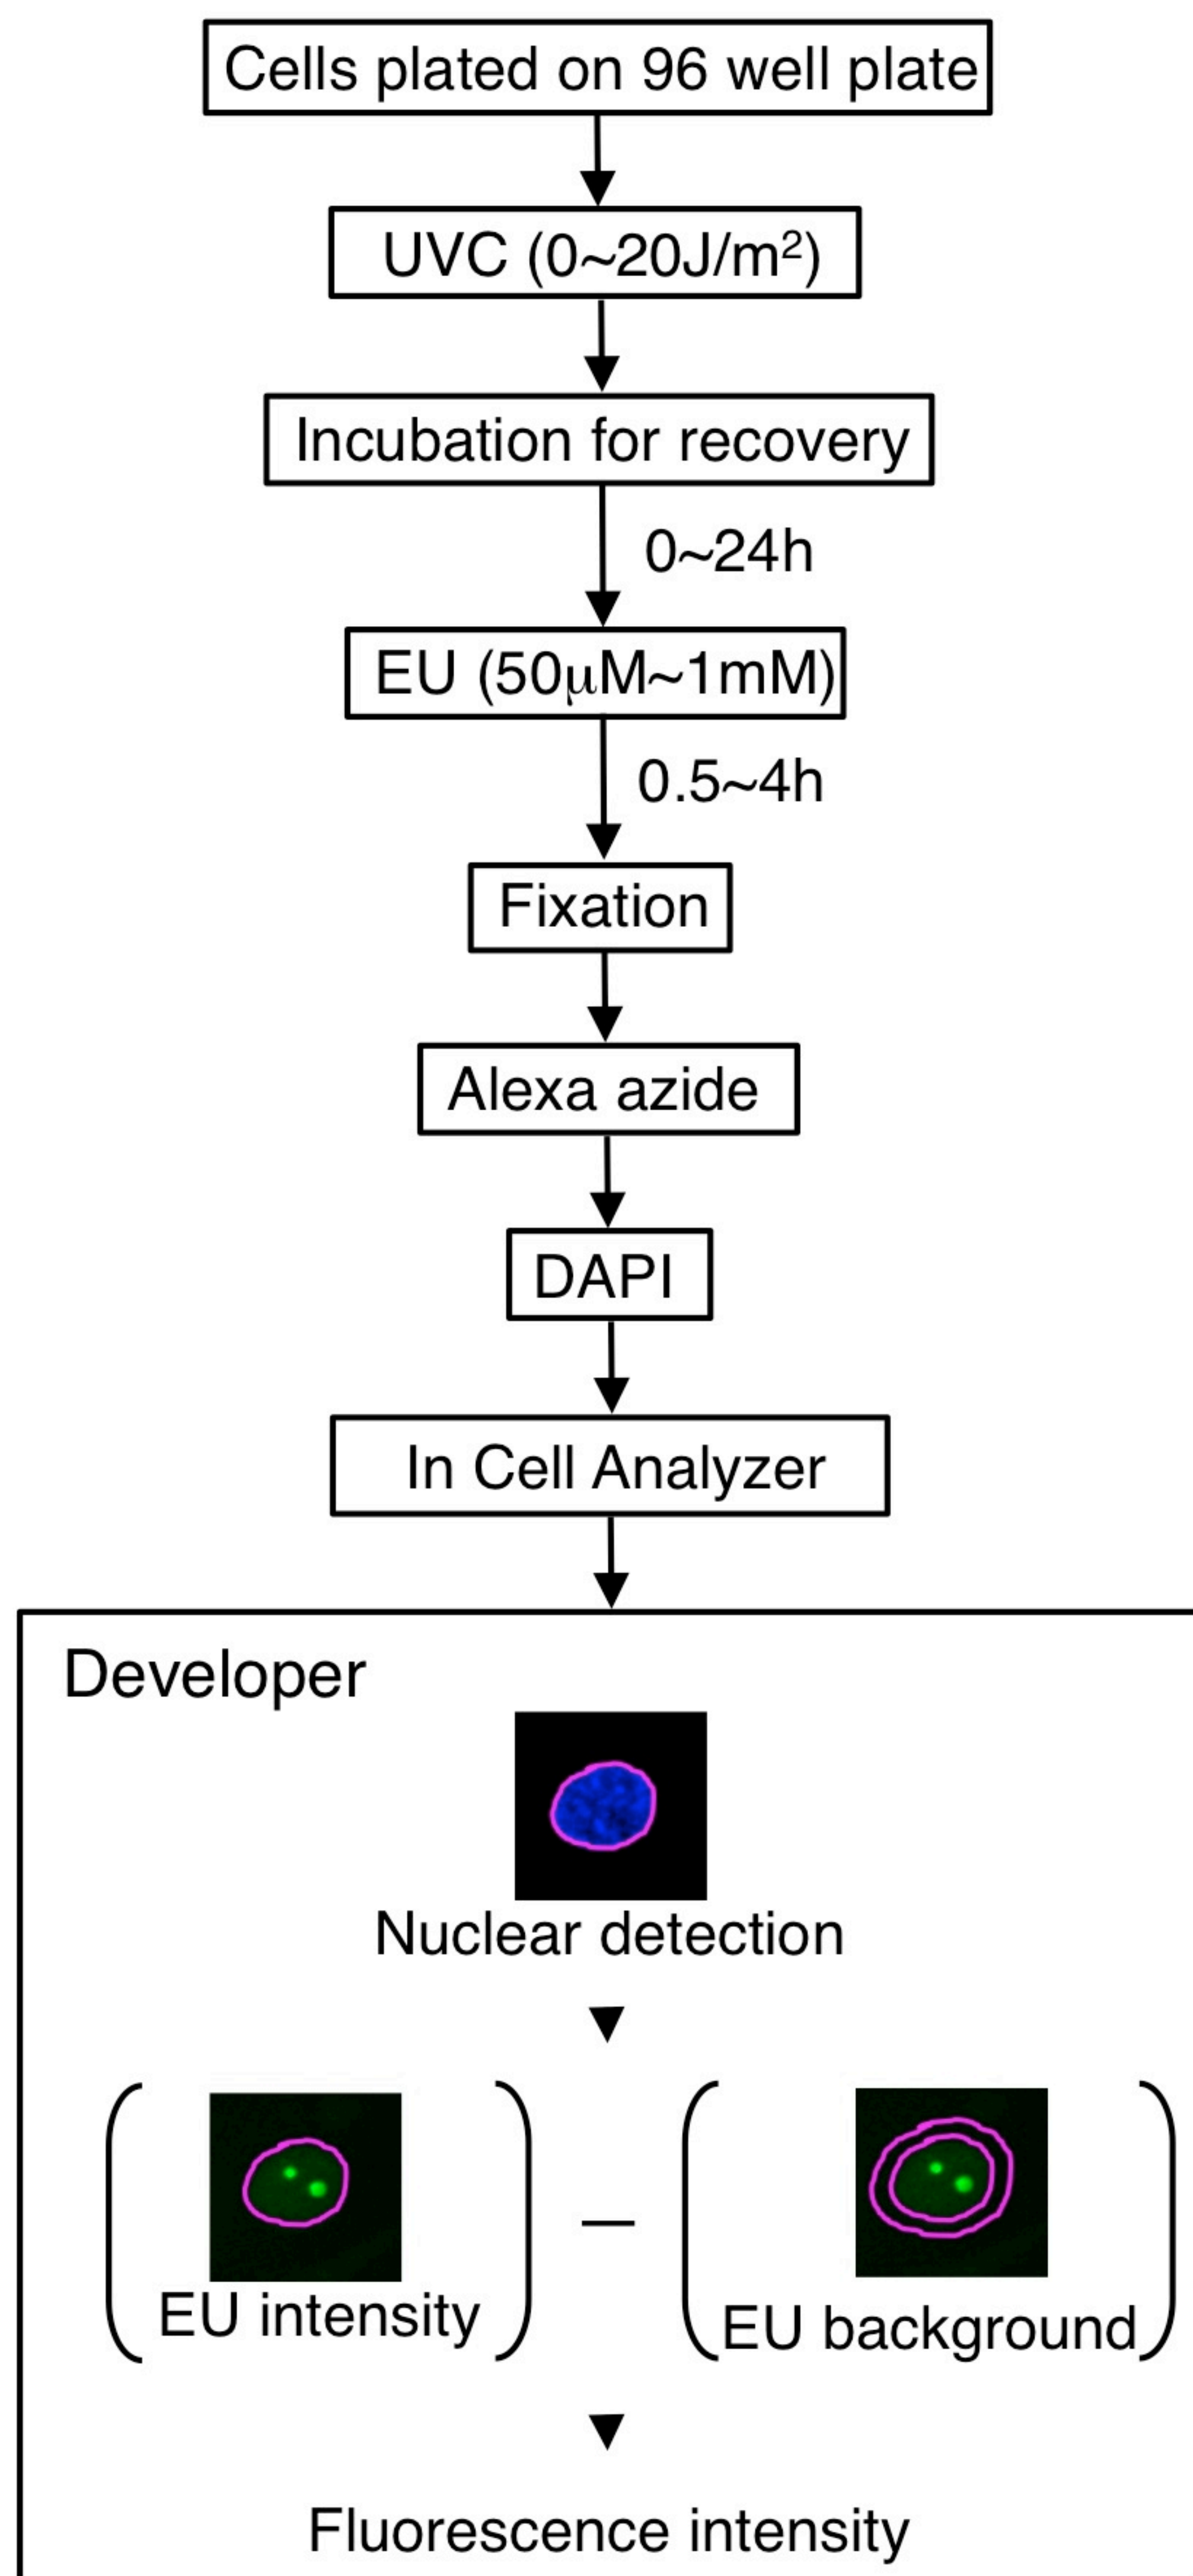 Cells plated on 96 well plate
UVC (0~20J/m²)
Incubation for recovery
0~24h
EU (50μM~1mM)
0.5~4h
Fixation
Alexa azide
DAPI
In Cell Analyzer
Developer
Nuclear detection
EU intensity
EU background
Fluorescence intensity